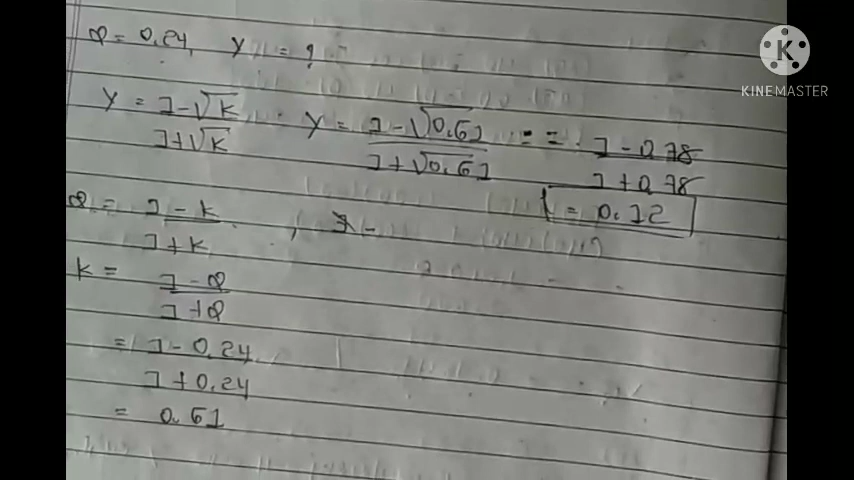 Q = 0.24, Y = ?
Y = 1-√K / 1+√K Y = 1-√0.61 / 1+√0.61 = = 1-0.78 / 1+0.78
= 0.12
Q = 1-K / 1+K ,
K = 1-Q / 1+Q
= 1-0.24 / 1+0.24
= 0.61
K
KINEMASTER